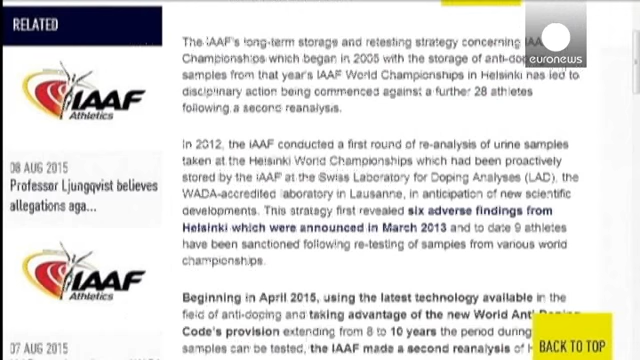 RELATED
IAAF
Athletics
08 AUG 2015
Professor Ljungqvist believes
allegations aga...
IAAF
Athletics
07 AUG 2015
The IAAF's long-term storage and retesting strategy concerning
Championships which began in 2005 with the storage of
samples from that year's IAAF World Championships in Helsinki has led to
disciplinary action being commenced against a further 28 athletes
following a second reanalysis.
In 2012, the IAAF conducted a first round of re-analysis of urine samples
taken at the Helsinki World Championships which had been proactively
stored by the IAAF at the Swiss Laboratory for Doping Analyses (LAD), the
WADA-accredited laboratory in Lausanne, in anticipation of new scientific
developments. This strategy first revealed six adverse findings from
Helsinki which were announced in March 2013 and to date 9 athletes
have been sanctioned following re-testing of samples from various world
championships.
Beginning in April 2015, using the latest technology available in the
field of anti-doping and taking advantage of the new World
Code's provision extending from 8 to 10 years the period during
samples can be tested, the IAAF made a second reanalysis of
euronews
BACK TO TOP